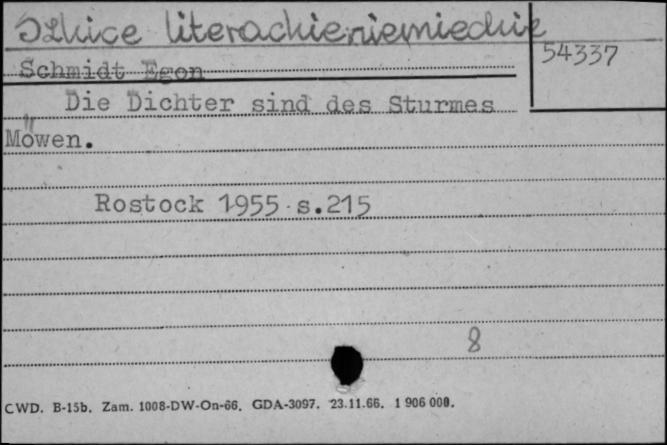 Szkice literackie niemieckie
54337
Schmidt Egon
Die Dichter sind des Sturmes
Möwen.
Rostock 1955 s.215
8
CWD. B-15b. Zam. 1008-DW-On-66. GDA-3097. 23.11.66. 1 906 000.